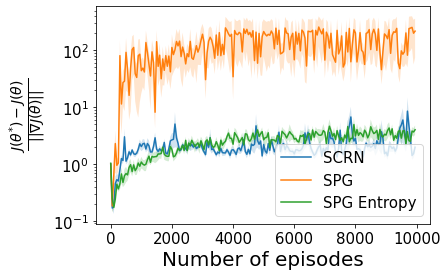 J(θ*) − J(θ)
||∇J(θ)||
10²
10¹
10⁰
10⁻¹
SCRN
SPG
SPG Entropy
0 2000 4000 6000 8000 10000
Number of episodes